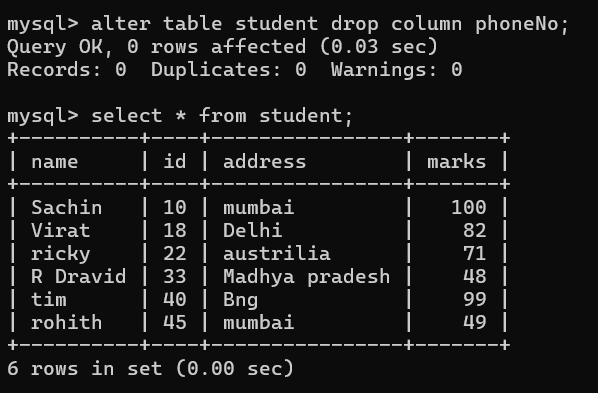 mysql> alter table student drop column phoneNo;
Query OK, 0 rows affected (0.03 sec)
Records: 0  Duplicates: 0  Warnings: 0

mysql> select * from student;
+----------+----+----------------+-------+
| name     | id | address        | marks |
+----------+----+----------------+-------+
| Sachin   | 10 | mumbai         |   100 |
| Virat    | 18 | Delhi          |    82 |
| ricky    | 22 | austrilia      |    71 |
| R Dravid | 33 | Madhya pradesh |    48 |
| tim      | 40 | Bng            |    99 |
| rohith   | 45 | mumbai         |    49 |
+----------+----+----------------+-------+
6 rows in set (0.00 sec)